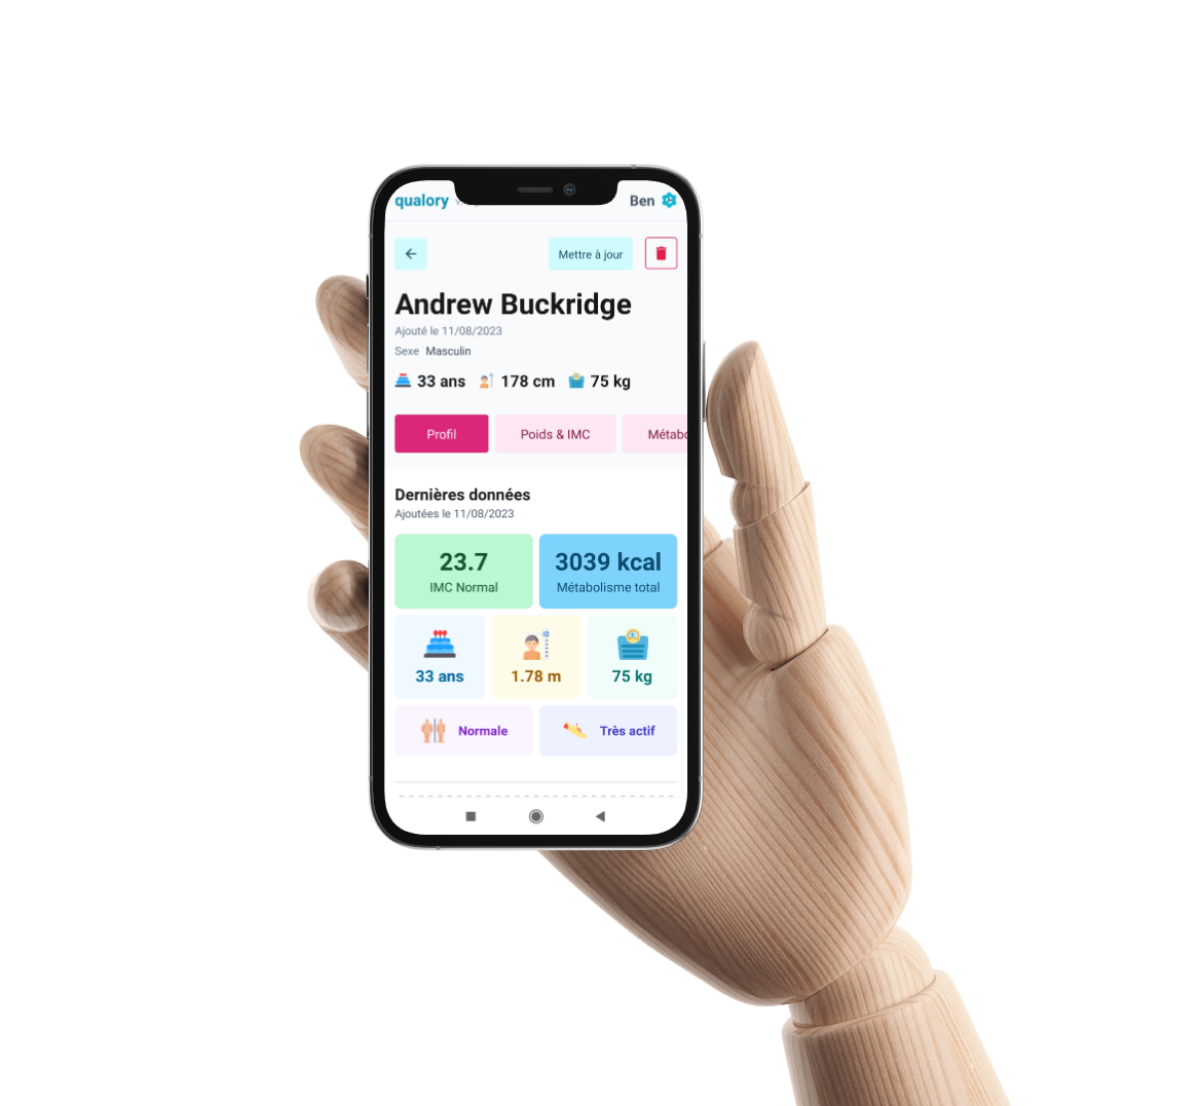 qualory
Ben
Mettre à jour
Andrew Buckridge
Ajouté le 11/08/2023
Sexe Masculin
33 ans 178 cm 75 kg
Profil Poids & IMC Métabo
Dernières données
Ajoutées le 11/08/2023
23.7 3039 kcal
IMC Normal Métabolisme total
33 ans 1.78 m 75 kg
Normale Très actif